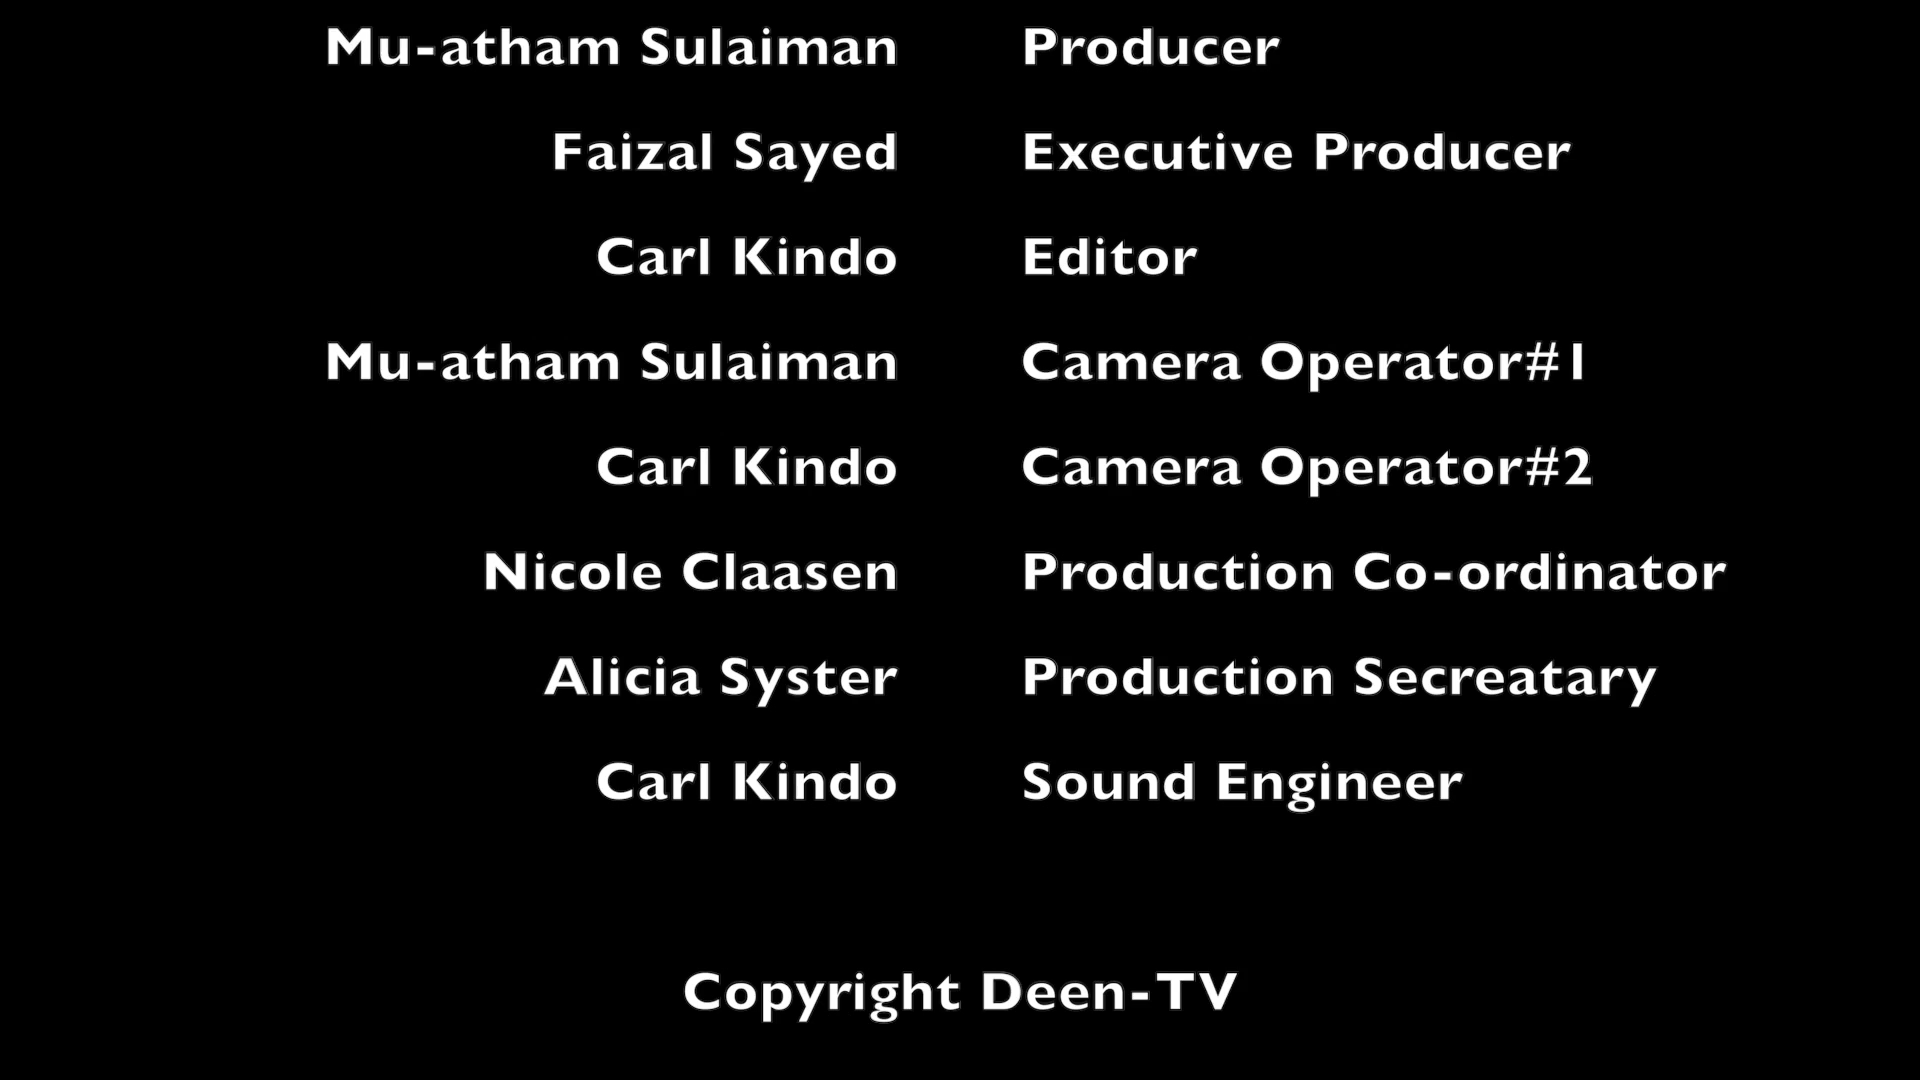 Mu-atham Sulaiman Producer
Faizal Sayed Executive Producer
Carl Kindo Editor
Mu-atham Sulaiman Camera Operator#1
Carl Kindo Camera Operator#2
Nicole Claasen Production Co-ordinator
Alicia Syster Production Secreatary
Carl Kindo Sound Engineer
Copyright Deen-TV